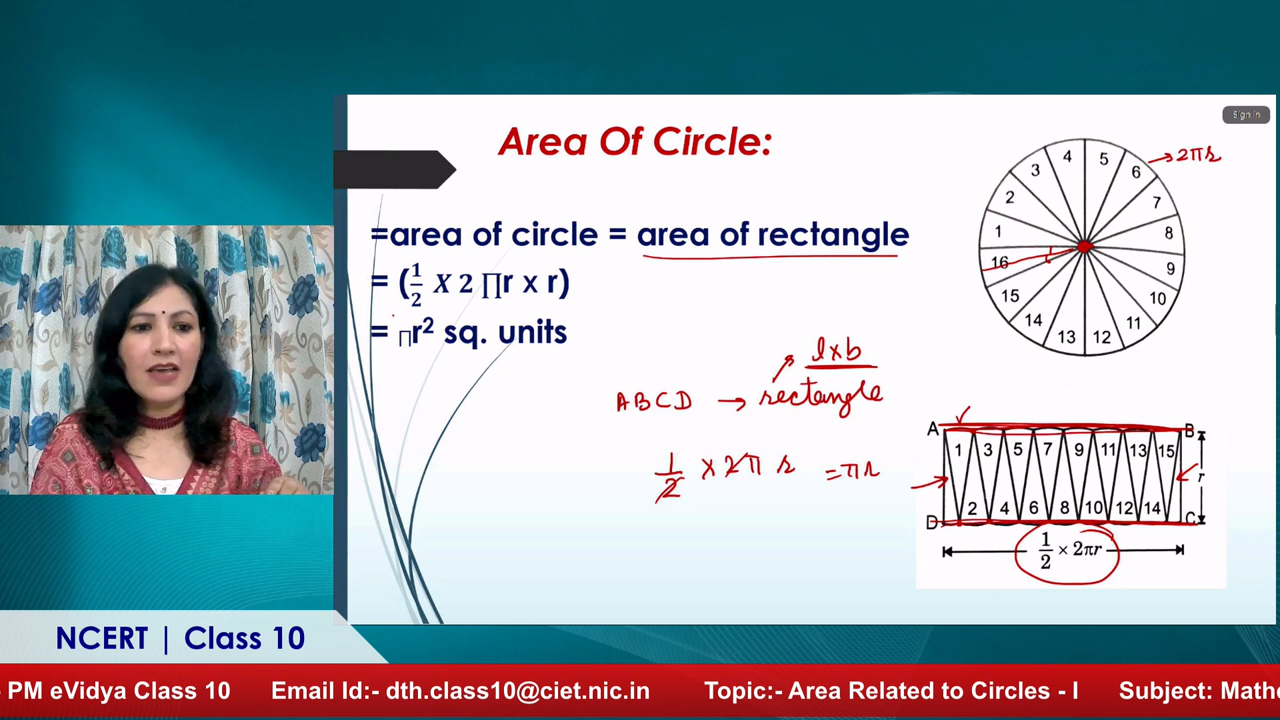 Sign in
Area Of Circle:
=area of circle = area of rectangle
= (1/2 X 2 ∏r x r)
= ∏r² sq. units
4 5
3 6 → 2πr
2 7
1 8
16 9
15 10
14 11
13 12
l x b
ABCD → rectangle
1/2 × 2π r = πr
A B
1 3 5 7 9 11 13 15
r
2 4 6 8 10 12 14
D C
1/2 × 2πr
NCERT | Class 10
PM eVidya Class 10 Email Id:- dth.class10@ciet.nic.in Topic:- Area Related to Circles - I Subject: Mathe